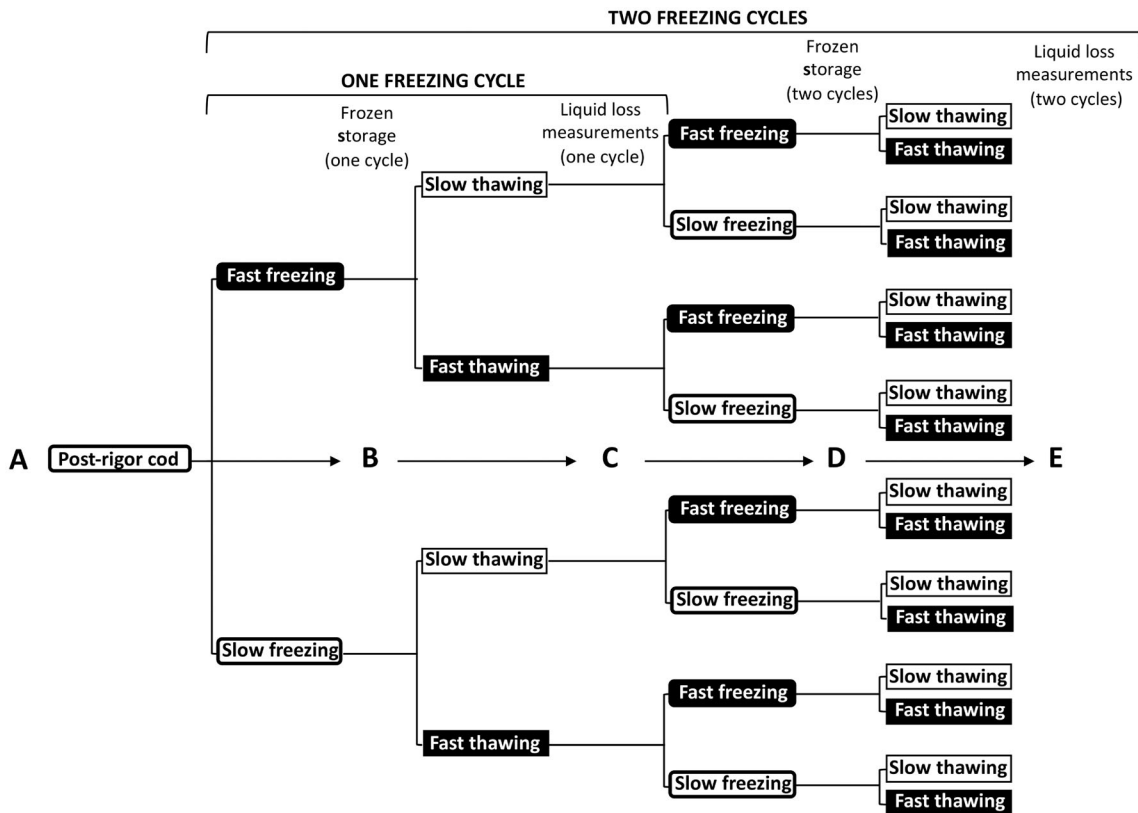 TWO FREEZING CYCLES
ONE FREEZING CYCLE
Frozen
storage
(one cycle)
Liquid loss
measurements
(one cycle)
Frozen
storage
(two cycles)
Liquid loss
measurements
(two cycles)
Fast freezing
Slow thawing
Fast thawing
Slow thawing
Slow freezing
Slow thawing
Fast thawing
Fast freezing
Fast freezing
Slow thawing
Fast thawing
Fast thawing
Slow freezing
Slow thawing
Fast thawing
A
Post-rigor cod
B
C
D
E
Fast freezing
Slow thawing
Fast thawing
Slow thawing
Slow freezing
Slow thawing
Fast thawing
Slow freezing
Fast freezing
Slow thawing
Fast thawing
Fast thawing
Slow freezing
Slow thawing
Fast thawing